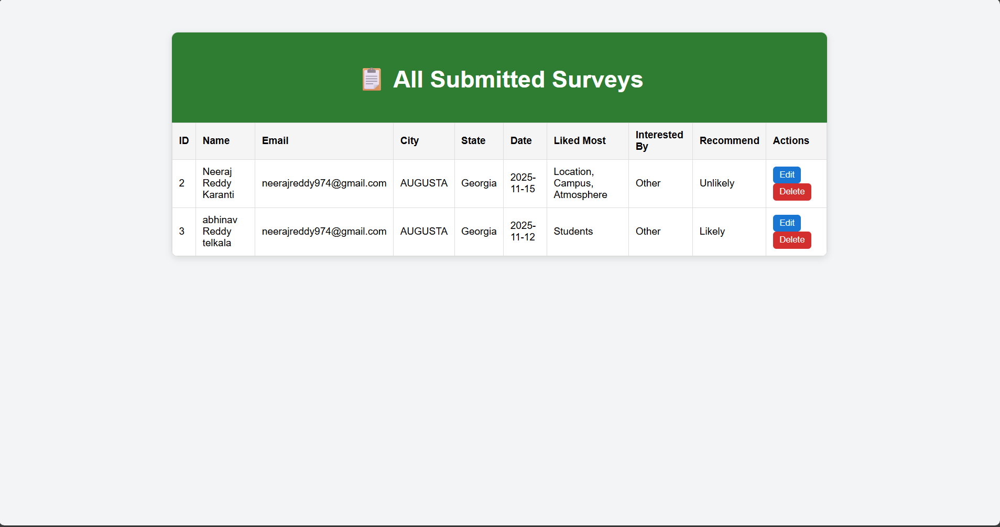 All Submitted Surveys
ID Name Email City State Date Liked Most Interested By Recommend Actions
2 Neeraj Reddy Karanti neerajreddy974@gmail.com AUGUSTA Georgia 2025-11-15 Location, Campus, Atmosphere Other Unlikely Edit Delete
3 abhinav Reddy telkala neerajreddy974@gmail.com AUGUSTA Georgia 2025-11-12 Students Other Likely Edit Delete